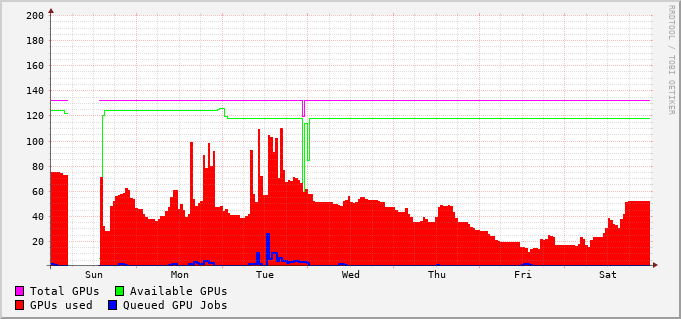 200
180
160
140
120
100
80
60
40
20
Sun Mon Tue Wed Thu Fri Sat
Total GPUs Available GPUs
GPUs used Queued GPU Jobs
RRDTOOL / TOBI OETIKER